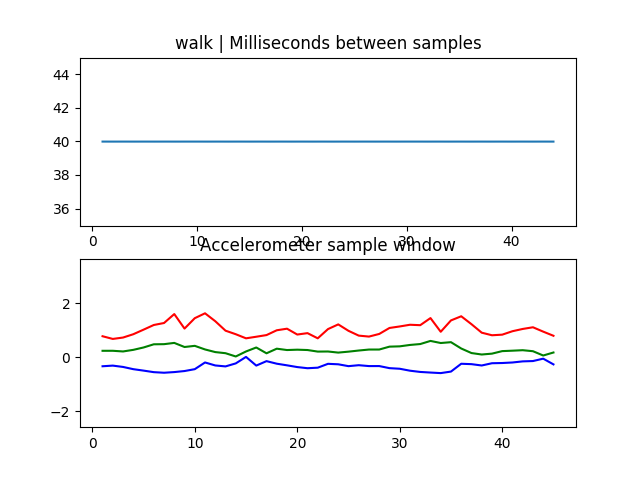 walk | Milliseconds between samples
44
42
40
38
36
0 10 20 30 40
Accelerometer sample window
2
0
−2
0 10 20 30 40